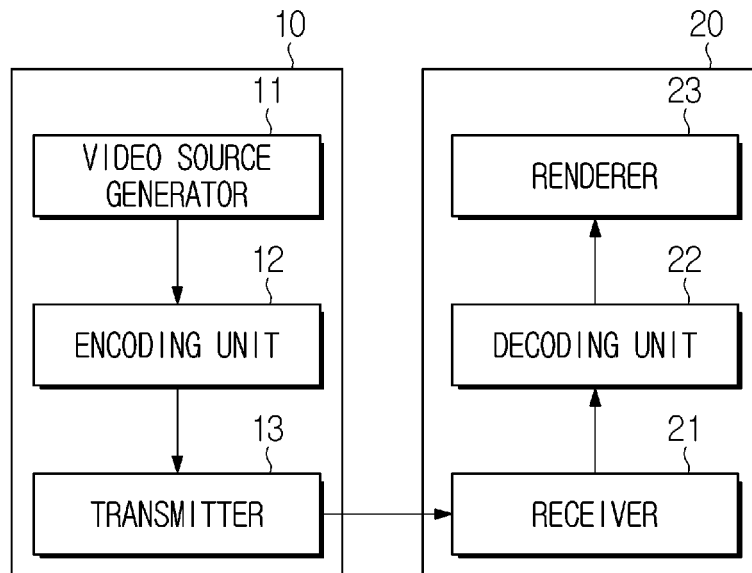 10
11
VIDEO SOURCE
GENERATOR
12
ENCODING UNIT
13
TRANSMITTER
20
23
RENDERER
22
DECODING UNIT
21
RECEIVER